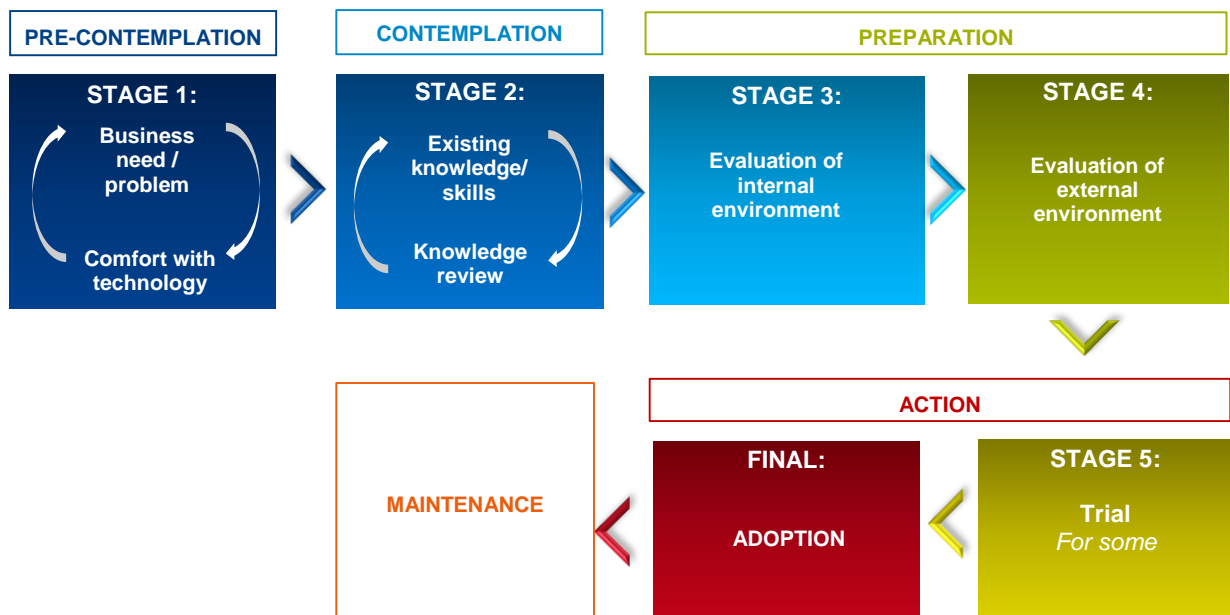 PRE-CONTEMPLATION
CONTEMPLATION
PREPARATION
STAGE 1:
Business
need /
problem
Comfort with
technology
STAGE 2:
Existing
knowledge/
skills
Knowledge
review
STAGE 3:
Evaluation of
internal
environment
STAGE 4:
Evaluation of
external
environment
ACTION
STAGE 5:
Trial
For some
FINAL:
ADOPTION
MAINTENANCE